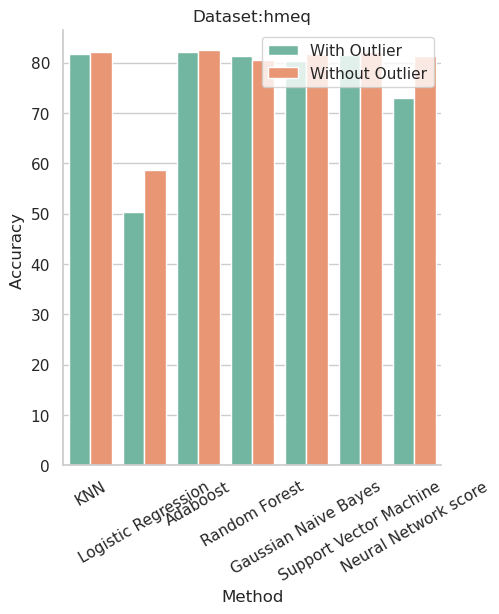 Dataset:hmeq
With Outlier
Without Outlier
Accuracy
80
70
60
50
40
30
20
10
0
KNN
Logistic Regression
Adaboost
Random Forest
Gaussian Naive Bayes
Support Vector Machine
Neural Network score
Method